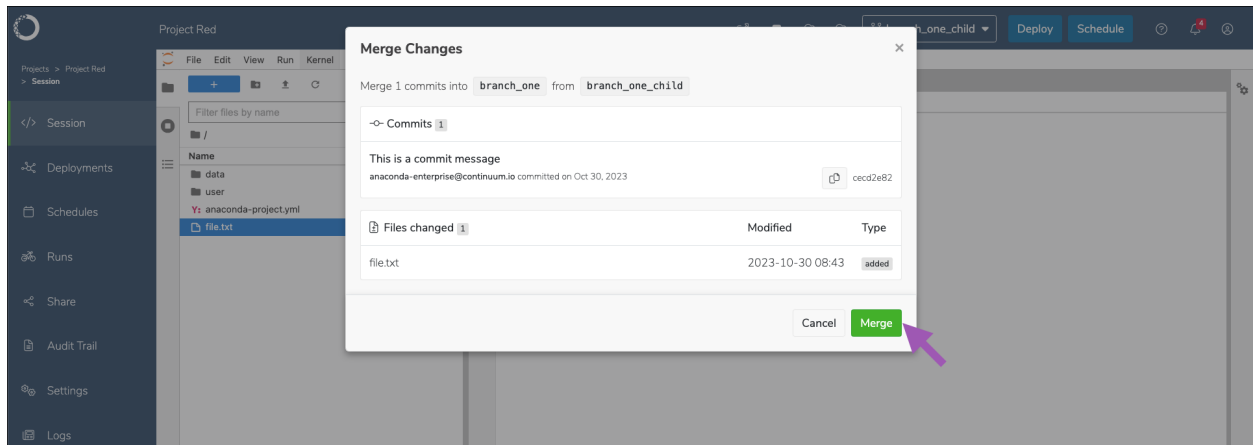 Project Red
h_one_child
Deploy
Schedule
4
Projects > Project Red
> Session
Session
Deployments
Schedules
Runs
Share
Audit Trail
Settings
Logs
File Edit View Run Kernel
Filter files by name
/
Name
data
user
Y: anaconda-project.yml
file.txt
Merge Changes
Merge 1 commits into branch_one from branch_one_child
Commits 1
This is a commit message
anaconda-enterprise@continuum.io committed on Oct 30, 2023
cecd2e82
Files changed 1 Modified Type
file.txt 2023-10-30 08:43 added
Cancel Merge